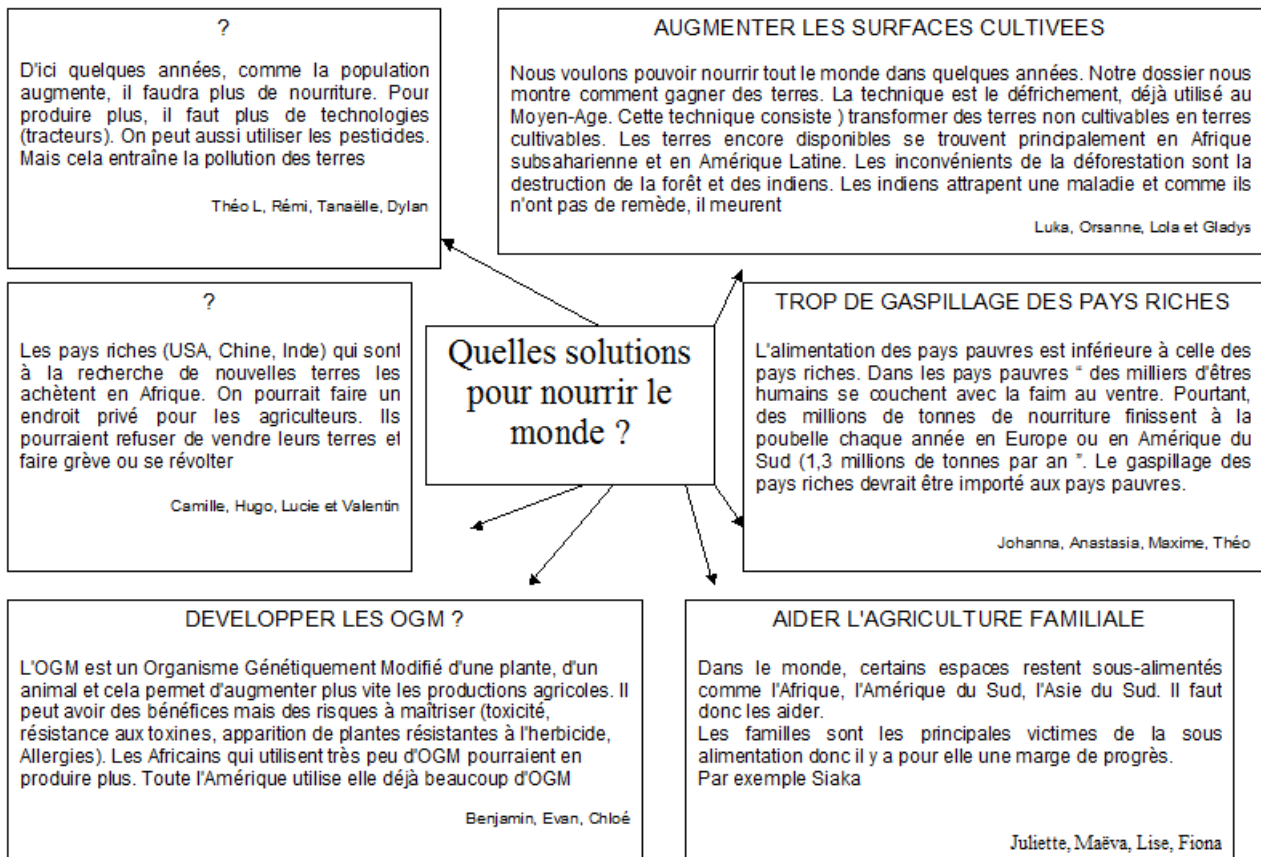 ?
D'ici quelques années, comme la population
augmente, il faudra plus de nourriture. Pour
produire plus, il faut plus de technologies
(tracteurs). On peut aussi utiliser les pesticides.
Mais cela entraîne la pollution des terres
Théo L, Rémi, Tanaëlle, Dylan
AUGMENTER LES SURFACES CULTIVEES
Nous voulons pouvoir nourrir tout le monde dans quelques années. Notre dossier nous
montre comment gagner des terres. La technique est le défrichement, déjà utilisé au
Moyen-Age. Cette technique consiste ) transformer des terres non cultivables en terres
cultivables. Les terres encore disponibles se trouvent principalement en Afrique
subsaharienne et en Amérique Latine. Les inconvénients de la déforestation sont la
destruction de la forêt et des indiens. Les indiens attrapent une maladie et comme ils
n'ont pas de remède, il meurent
Luka, Orsanne, Lola et Gladys
?
Les pays riches (USA, Chine, Inde) qui sont
à la recherche de nouvelles terres les
achètent en Afrique. On pourrait faire un
endroit privé pour les agriculteurs. Ils
pourraient refuser de vendre leurs terres et
faire grève ou se révolter
Camille, Hugo, Lucie et Valentin
Quelles solutions
pour nourrir le
monde ?
TROP DE GASPILLAGE DES PAYS RICHES
L'alimentation des pays pauvres est inférieure à celle des
pays riches. Dans les pays pauvres " des milliers d'êtres
humains se couchent avec la faim au ventre. Pourtant,
des millions de tonnes de nourriture finissent à la
poubelle chaque année en Europe ou en Amérique du
Sud (1,3 millions de tonnes par an ". Le gaspillage des
pays riches devrait être importé aux pays pauvres.
Johanna, Anastasia, Maxime, Théo
DEVELOPPER LES OGM ?
L'OGM est un Organisme Génétiquement Modifié d'une plante, d'un
animal et cela permet d'augmenter plus vite les productions agricoles. Il
peut avoir des bénéfices mais des risques à maîtriser (toxicité,
résistance aux toxines, apparition de plantes résistantes à l'herbicide,
Allergies). Les Africains qui utilisent très peu d'OGM pourraient en
produire plus. Toute l'Amérique utilise elle déjà beaucoup d'OGM
Benjamin, Evan, Chloé
AIDER L'AGRICULTURE FAMILIALE
Dans le monde, certains espaces restent sous-alimentés
comme l'Afrique, l'Amérique du Sud, l'Asie du Sud. Il faut
donc les aider.
Les familles sont les principales victimes de la sous
alimentation donc il y a pour elle une marge de progrès.
Par exemple Siaka
Juliette, Maëva, Lise, Fiona